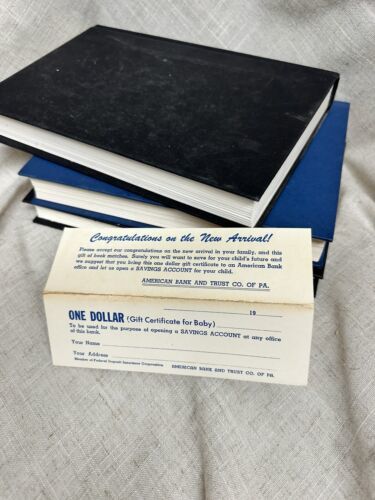 Congratulations on the New Arrival!
Please accept our congratulations on the new arrival in your family, and this
gift of book matches. Surely you will want to save for your child's future and
we suggest that you bring this one dollar gift certificate to an American Bank
office and let us open a SAVINGS ACCOUNT for your child.
AMERICAN BANK AND TRUST CO. OF PA.
19
ONE DOLLAR (Gift Certificate for Baby)
To be used for the purpose of opening a SAVINGS ACCOUNT at any office
of this bank.
Your Name
Your Address
Member of Federal Deposit Insurance Corporation AMERICAN BANK AND TRUST CO. OF PA.